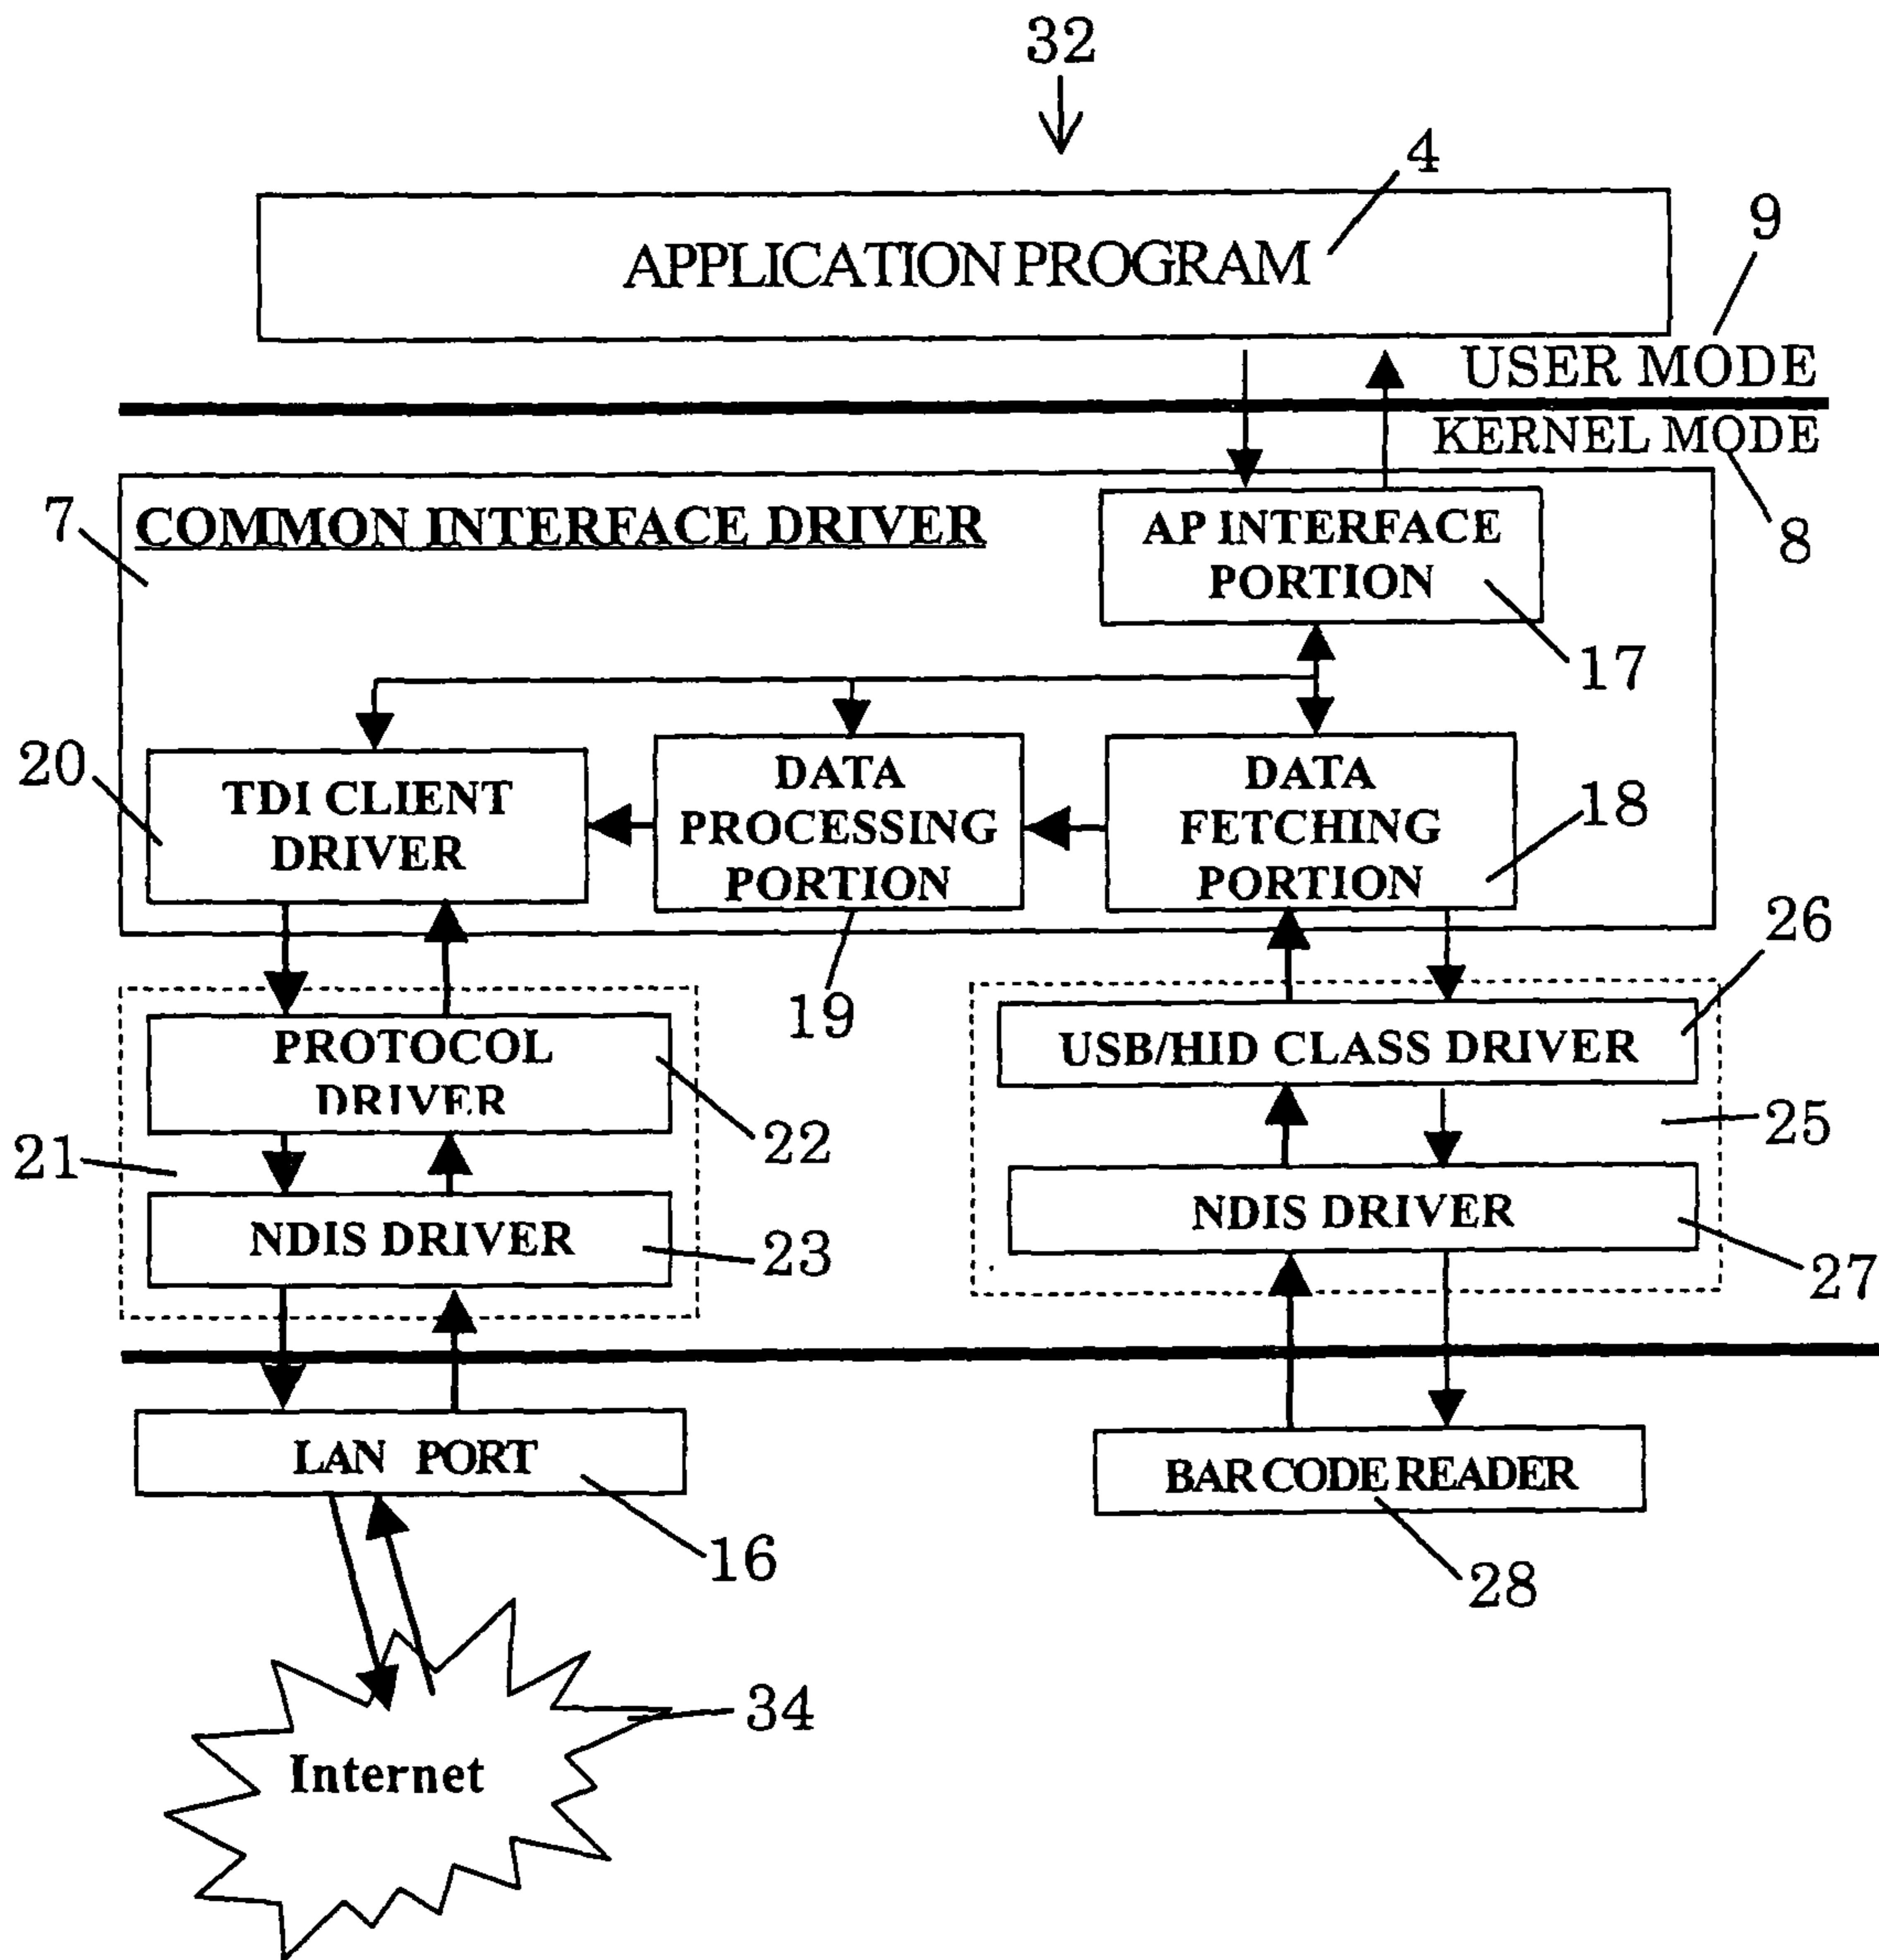 32
4
APPLICATION PROGRAM
9
USER MODE
KERNEL MODE
8
7
COMMON INTERFACE DRIVER
AP INTERFACE
PORTION
17
20
TDI CLIENT
DRIVER
DATA
PROCESSING
PORTION
19
DATA
FETCHING
PORTION
18
26
PROTOCOL
DRIVER
22
USB/HID CLASS DRIVER
25
21
NDIS DRIVER
23
NDIS DRIVER
27
LAN PORT
16
BAR CODE READER
28
34
Internet